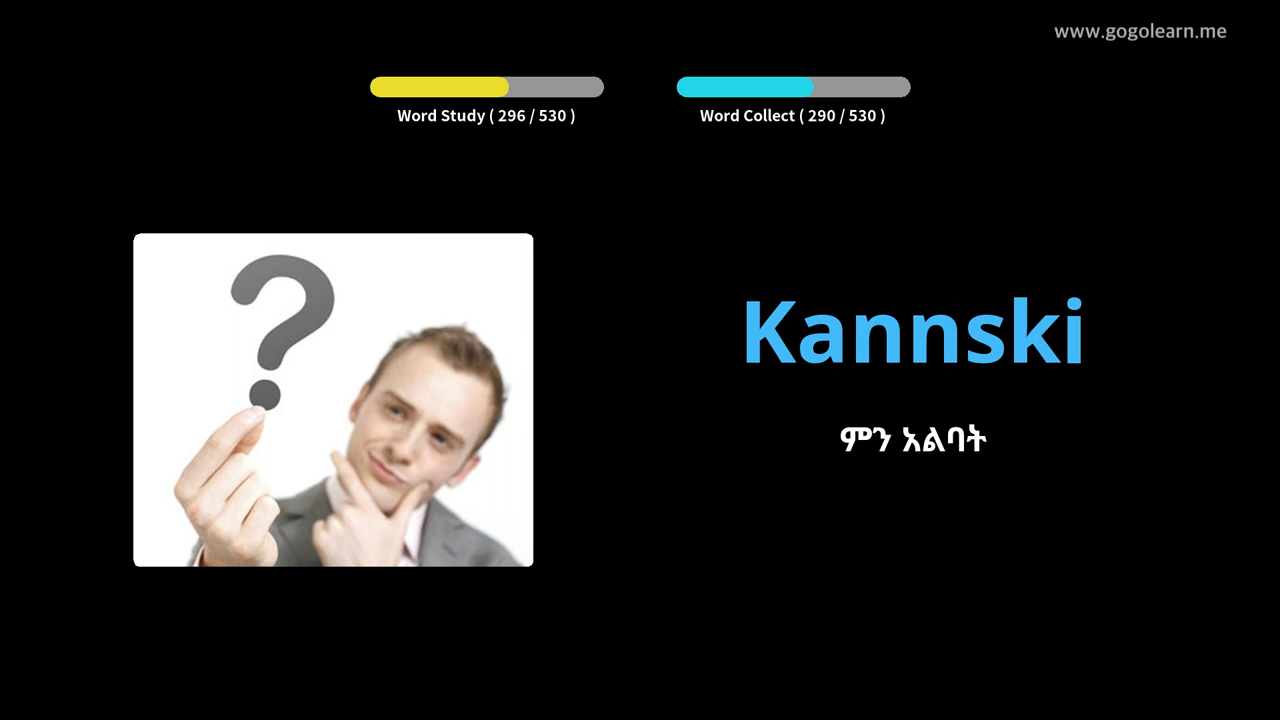 www.gogolearn.me
Word Study ( 296 / 530 )
Word Collect ( 290 / 530 )
?
Kannski
ምን አልባት